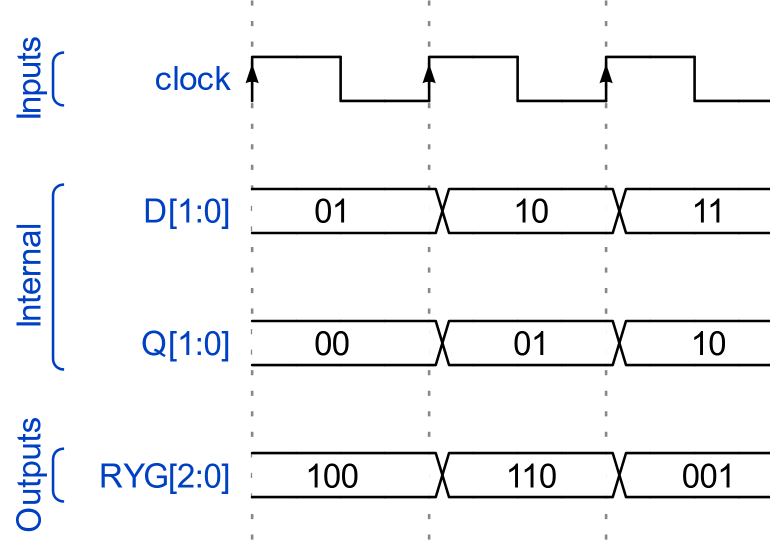 Inputs
clock
Internal
D[1:0]
01
10
11
Q[1:0]
00
01
10
Outputs
RYG[2:0]
100
110
001